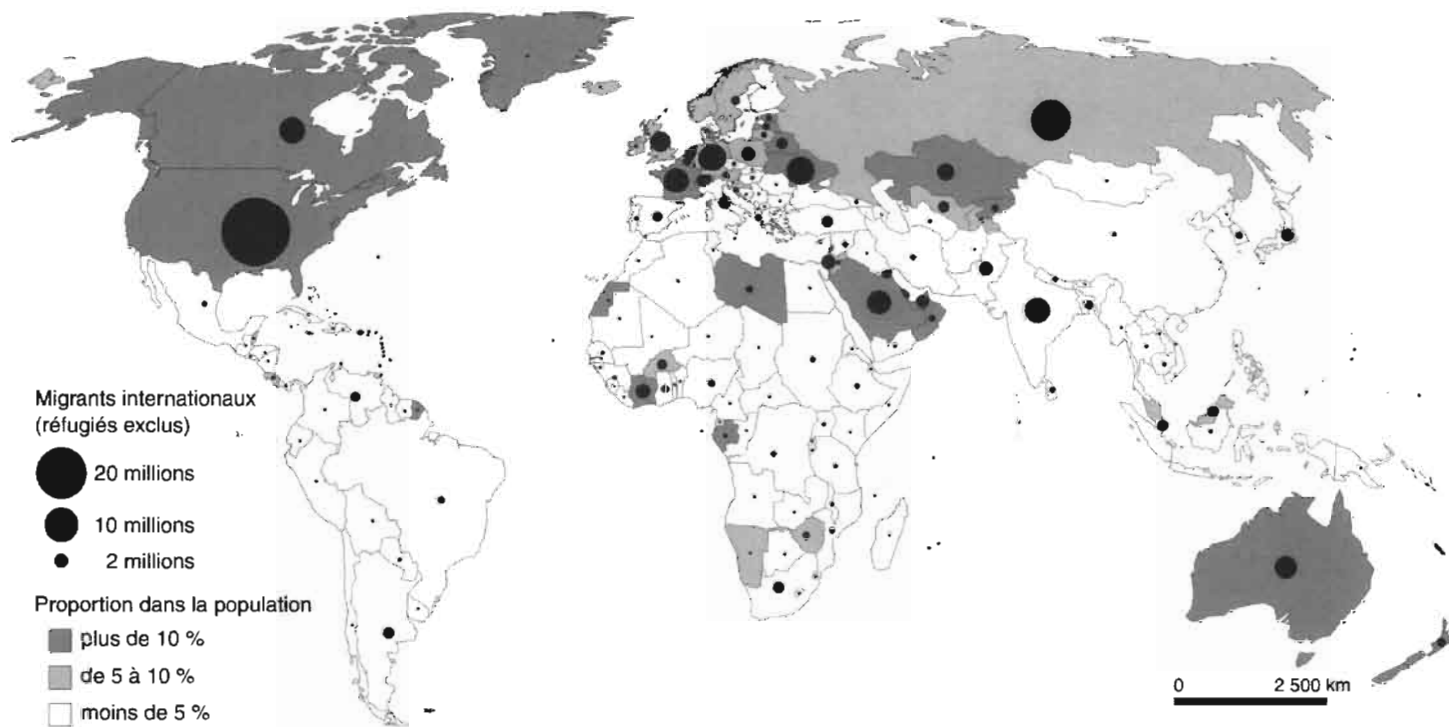 Migrants internationaux
(réfugiés exclus)
20 millions
10 millions
2 millions
Proportion dans la population
plus de 10 %
de 5 à 10 %
moins de 5 %
0 2 500 km